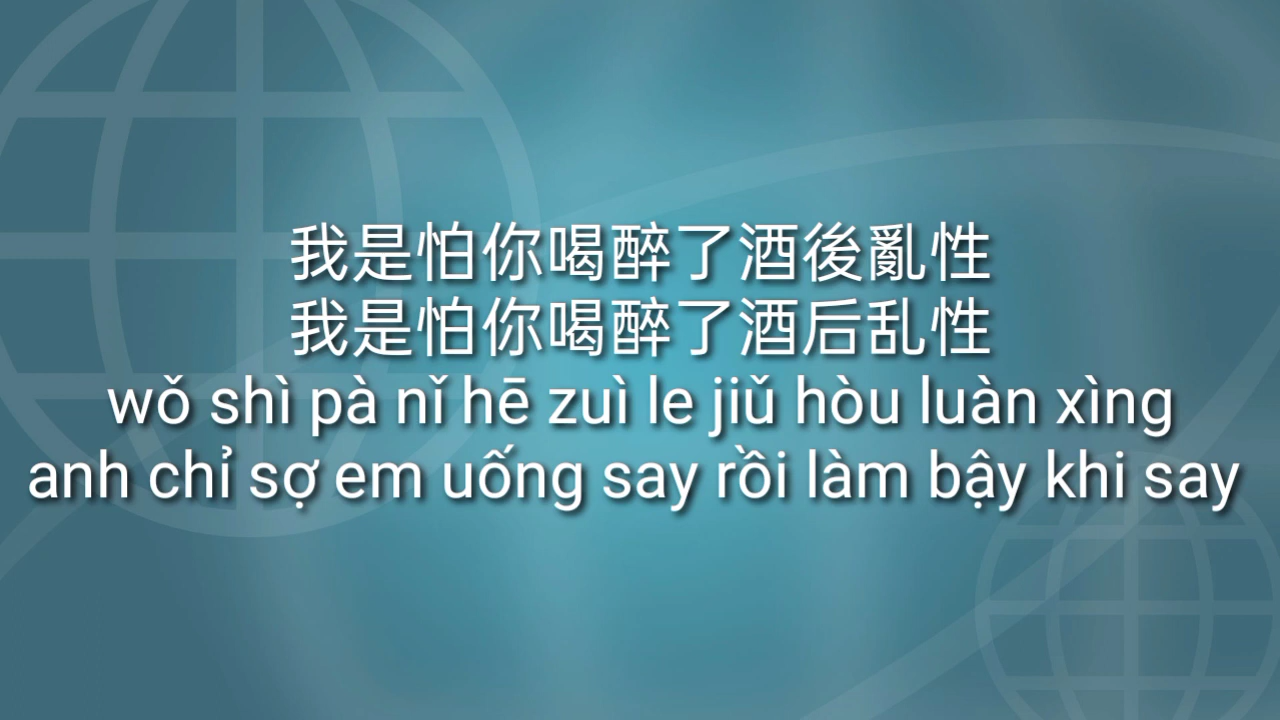 我是怕你喝醉了酒後亂性
我是怕你喝醉了酒后乱性
wǒ shì pà nǐ hē zuì le jiǔ hòu luàn xìng
anh chỉ sợ em uống say rồi làm bậy khi say